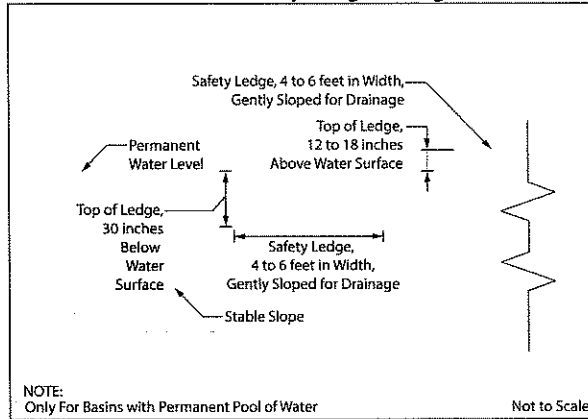 Safety Ledge, 4 to 6 feet in Width,
Gently Sloped for Drainage
Top of Ledge,
12 to 18 inches
Above Water Surface
Permanent
Water Level
Top of Ledge,
30 inches
Below
Water
Surface
Safety Ledge,
4 to 6 feet in Width,
Gently Sloped for Drainage
Stable Slope
NOTE:
Only For Basins with Permanent Pool of Water
Not to Scale